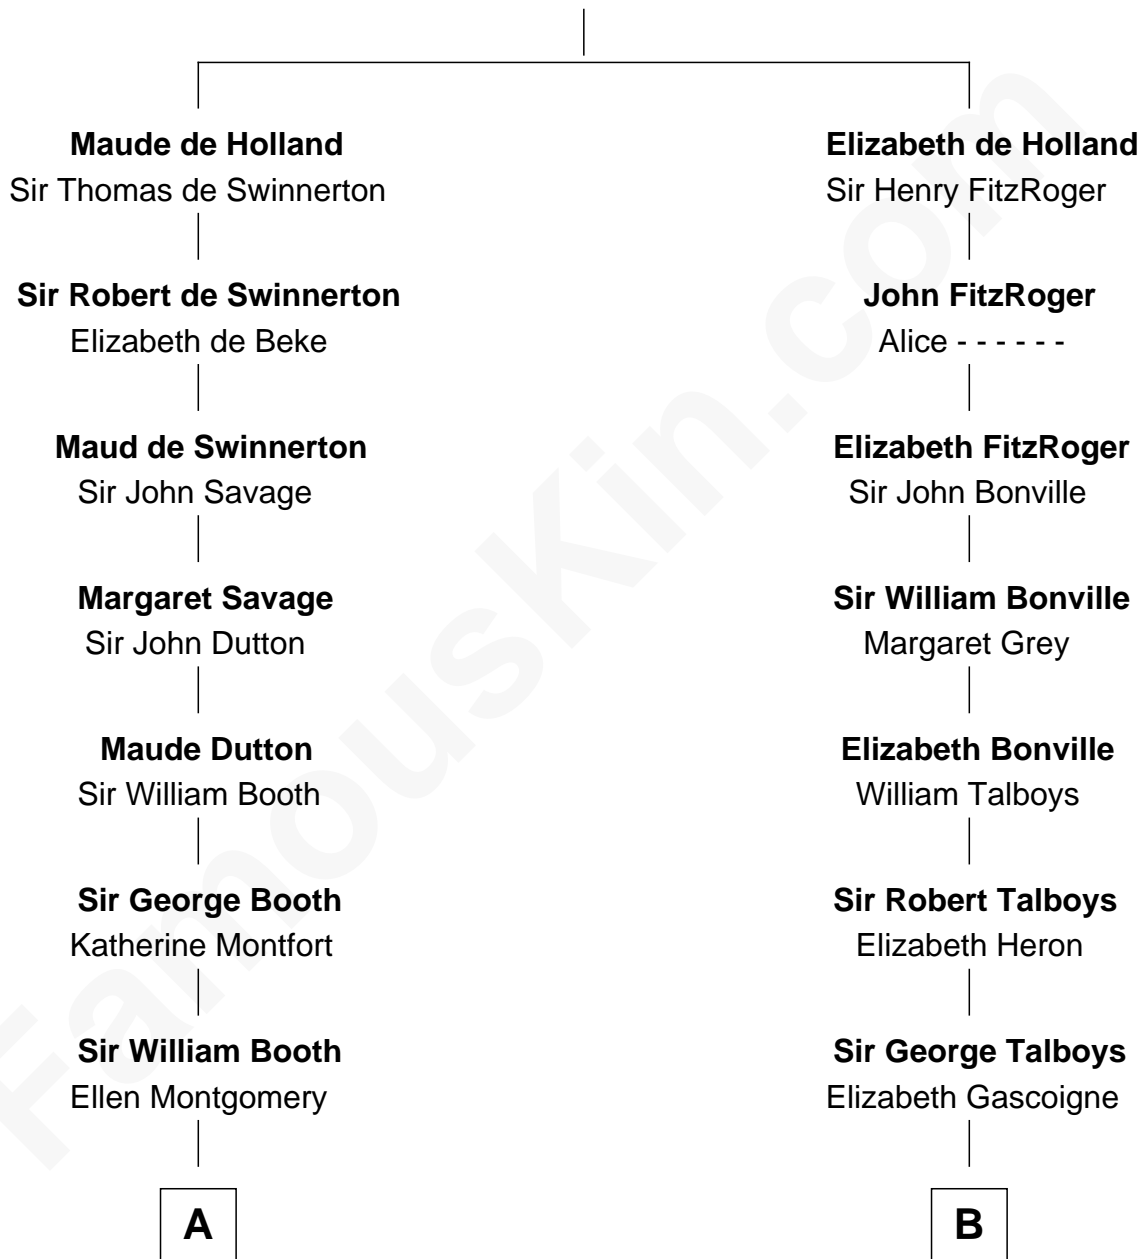 Maude de Holland
Sir Thomas de Swinnerton
Sir Robert de Swinnerton
Elizabeth de Beke
Maud de Swinnerton
Sir John Savage
Margaret Savage
Sir John Dutton
Maude Dutton
Sir William Booth
Sir George Booth
Katherine Montfort
Sir William Booth
Ellen Montgomery
A
Elizabeth de Holland
Sir Henry FitzRoger
John FitzRoger
Alice - - - - - -
Elizabeth FitzRoger
Sir John Bonville
Sir William Bonville
Margaret Grey
Elizabeth Bonville
William Talboys
Sir Robert Talboys
Elizabeth Heron
Sir George Talboys
Elizabeth Gascoigne
B
FamousKin.com